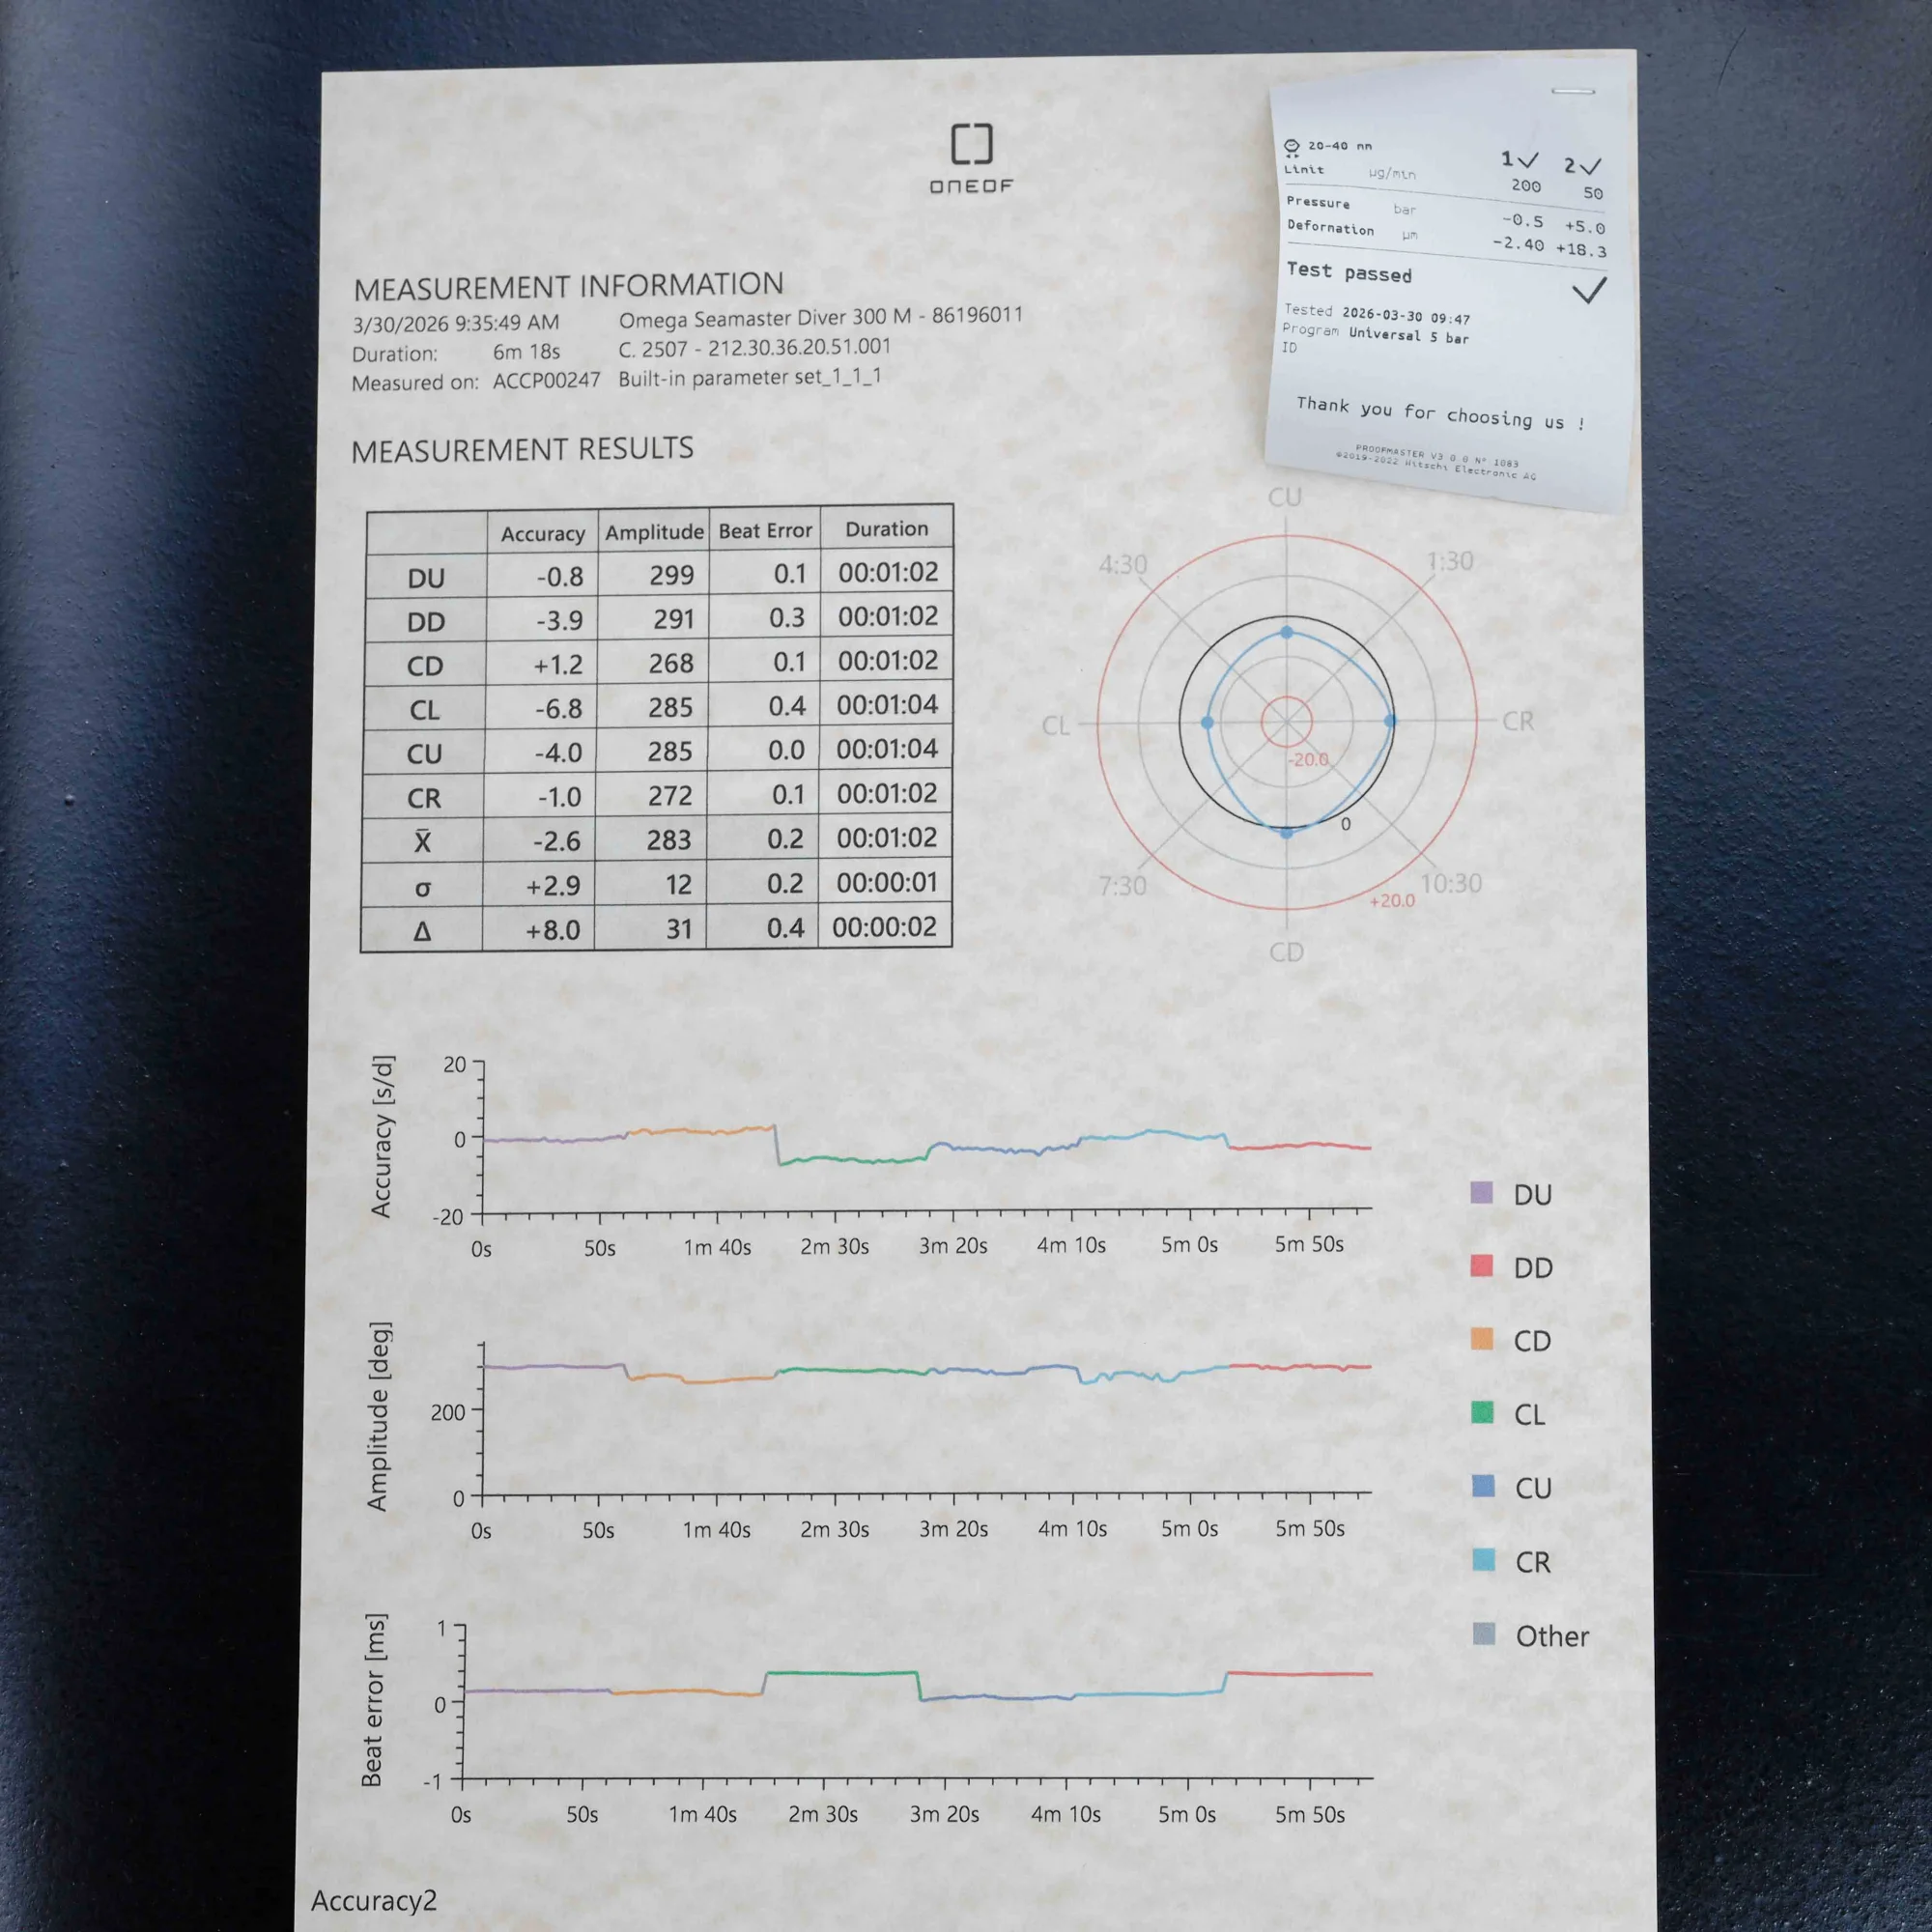 ONEOF
20-40 mm 1✓ 2✓
Limit µg/min 200 50
Pressure bar -0.5 +5.0
Deformation µm -2.40 +18.3
Test passed ✓
Tested 2026-03-30 09:47
Program Universal 5 bar
ID
Thank you for choosing us !
PROOFMASTER V3.0.0 N° 1083
©2019-2022 Witschi Electronic AG
MEASUREMENT INFORMATION
3/30/2026 9:35:49 AM Omega Seamaster Diver 300 M - 86196011
Duration: 6m 18s C. 2507 - 212.30.36.20.51.001
Measured on: ACCP00247 Built-in parameter set_1_1_1
MEASUREMENT RESULTS
Accuracy Amplitude Beat Error Duration
DU -0.8 299 0.1 00:01:02
DD -3.9 291 0.3 00:01:02
CD +1.2 268 0.1 00:01:02
CL -6.8 285 0.4 00:01:04
CU -4.0 285 0.0 00:01:04
CR -1.0 272 0.1 00:01:02
X̄ -2.6 283 0.2 00:01:02
σ +2.9 12 0.2 00:00:01
Δ +8.0 31 0.4 00:00:02
CU
4:30 1:30
CL CR
-20.0
0
7:30 10:30
+20.0
CD
Accuracy [s/d]
20
0
-20
0s 50s 1m 40s 2m 30s 3m 20s 4m 10s 5m 0s 5m 50s
Amplitude [deg]
200
0
0s 50s 1m 40s 2m 30s 3m 20s 4m 10s 5m 0s 5m 50s
Beat error [ms]
1
0
-1
0s 50s 1m 40s 2m 30s 3m 20s 4m 10s 5m 0s 5m 50s
DU
DD
CD
CL
CU
CR
Other
Accuracy2